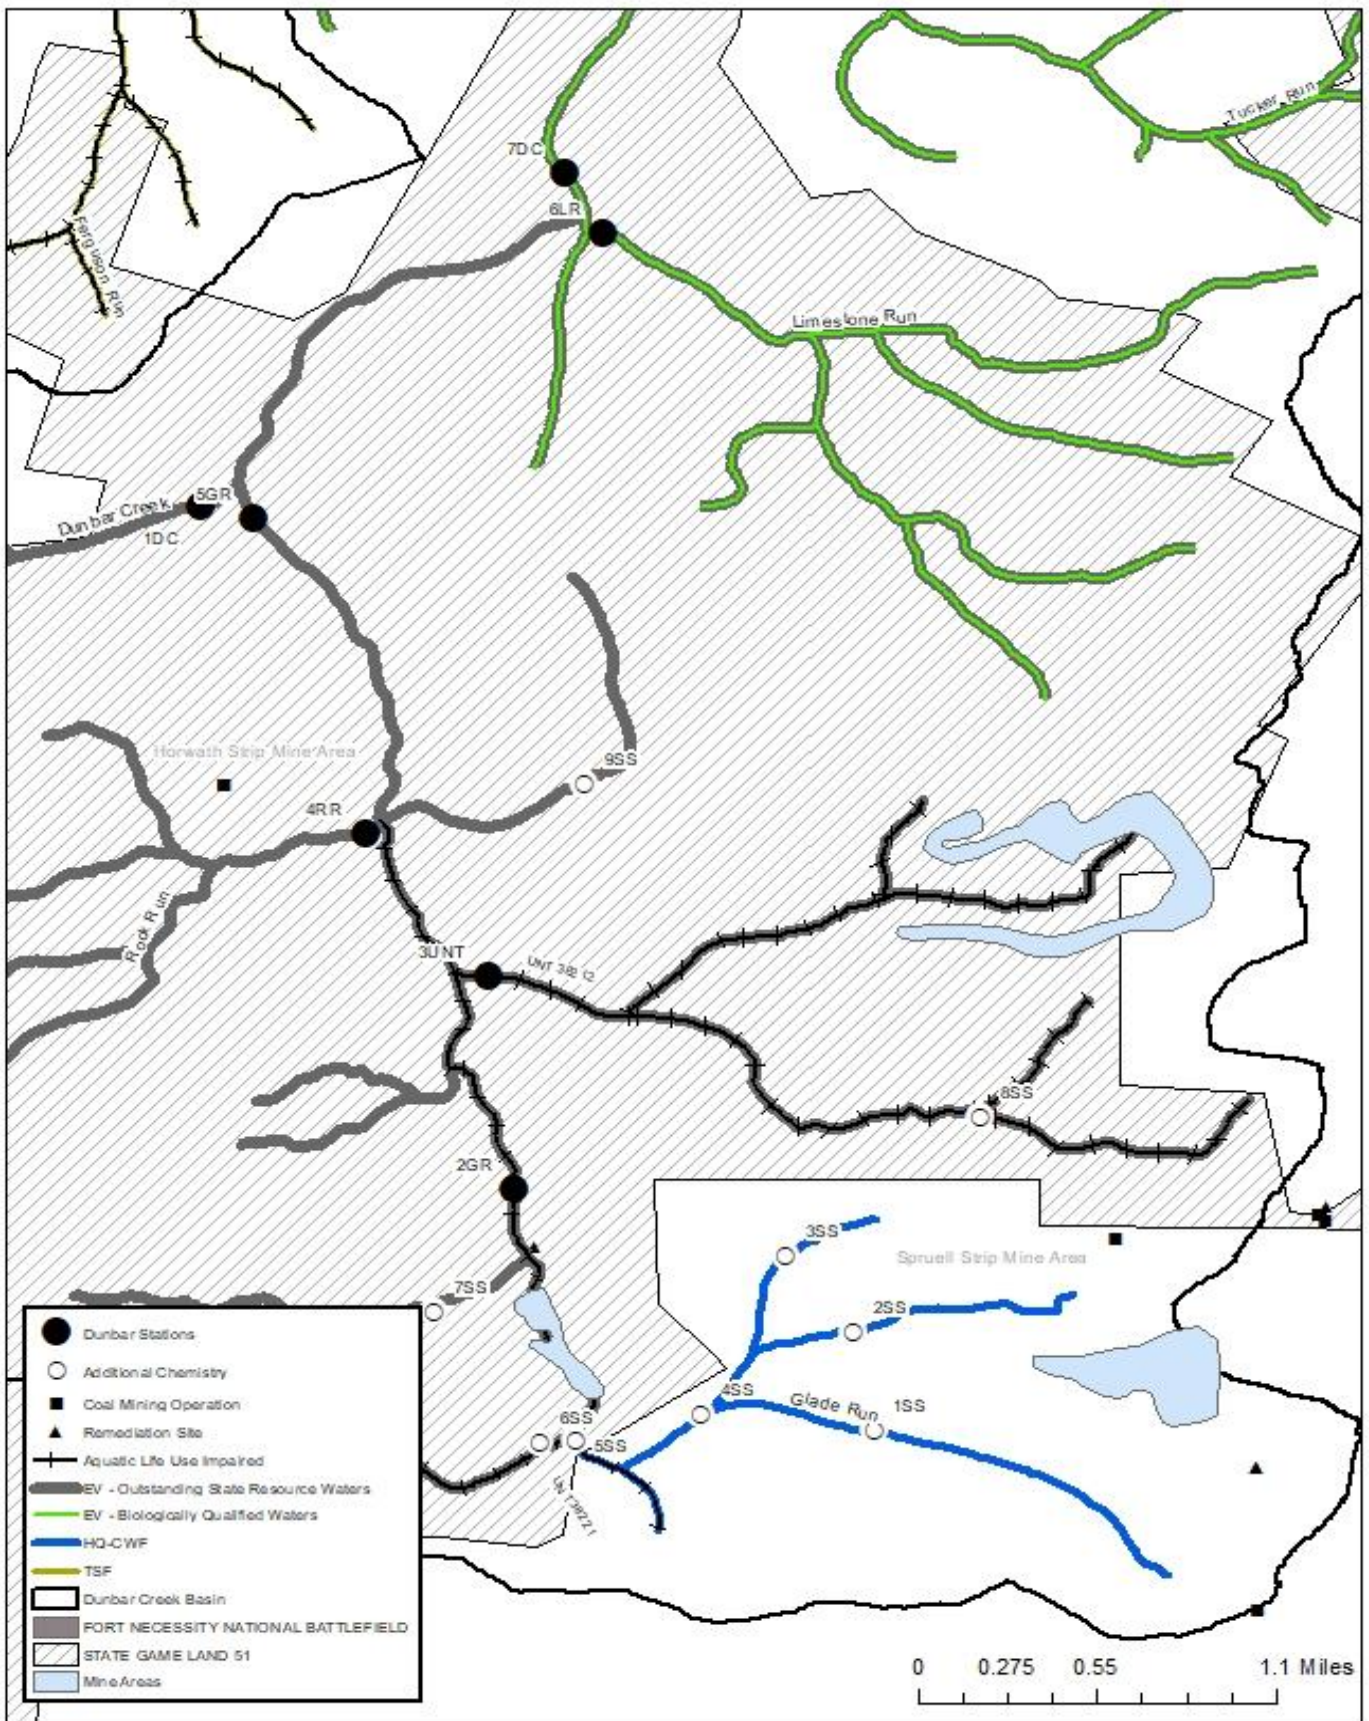 Tucker Run
7DC
6LR
Ferguson Run
Limestone Run
5GR
Dunbar Creek
1DC
Horwath Strip Mine Area
9SS
4RR
Rock Run
3UNT
UNT 38212
8SS
2GR
3SS
Spruell Strip Mine Area
7SS
2SS
4SS
Glade Run
1SS
6SS
5SS
UNT38221
Dunbar Stations
Additional Chemistry
Coal Mining Operation
Remediation Site
Aquatic Life Use Impaired
EV - Outstanding State Resource Waters
EV - Biologically Qualified Waters
HQ-CWF
TSF
Dunbar Creek Basin
FORT NECESSITY NATIONAL BATTLEFIELD
STATE GAME LAND 51
Mine Areas
0 0.275 0.55 1.1 Miles